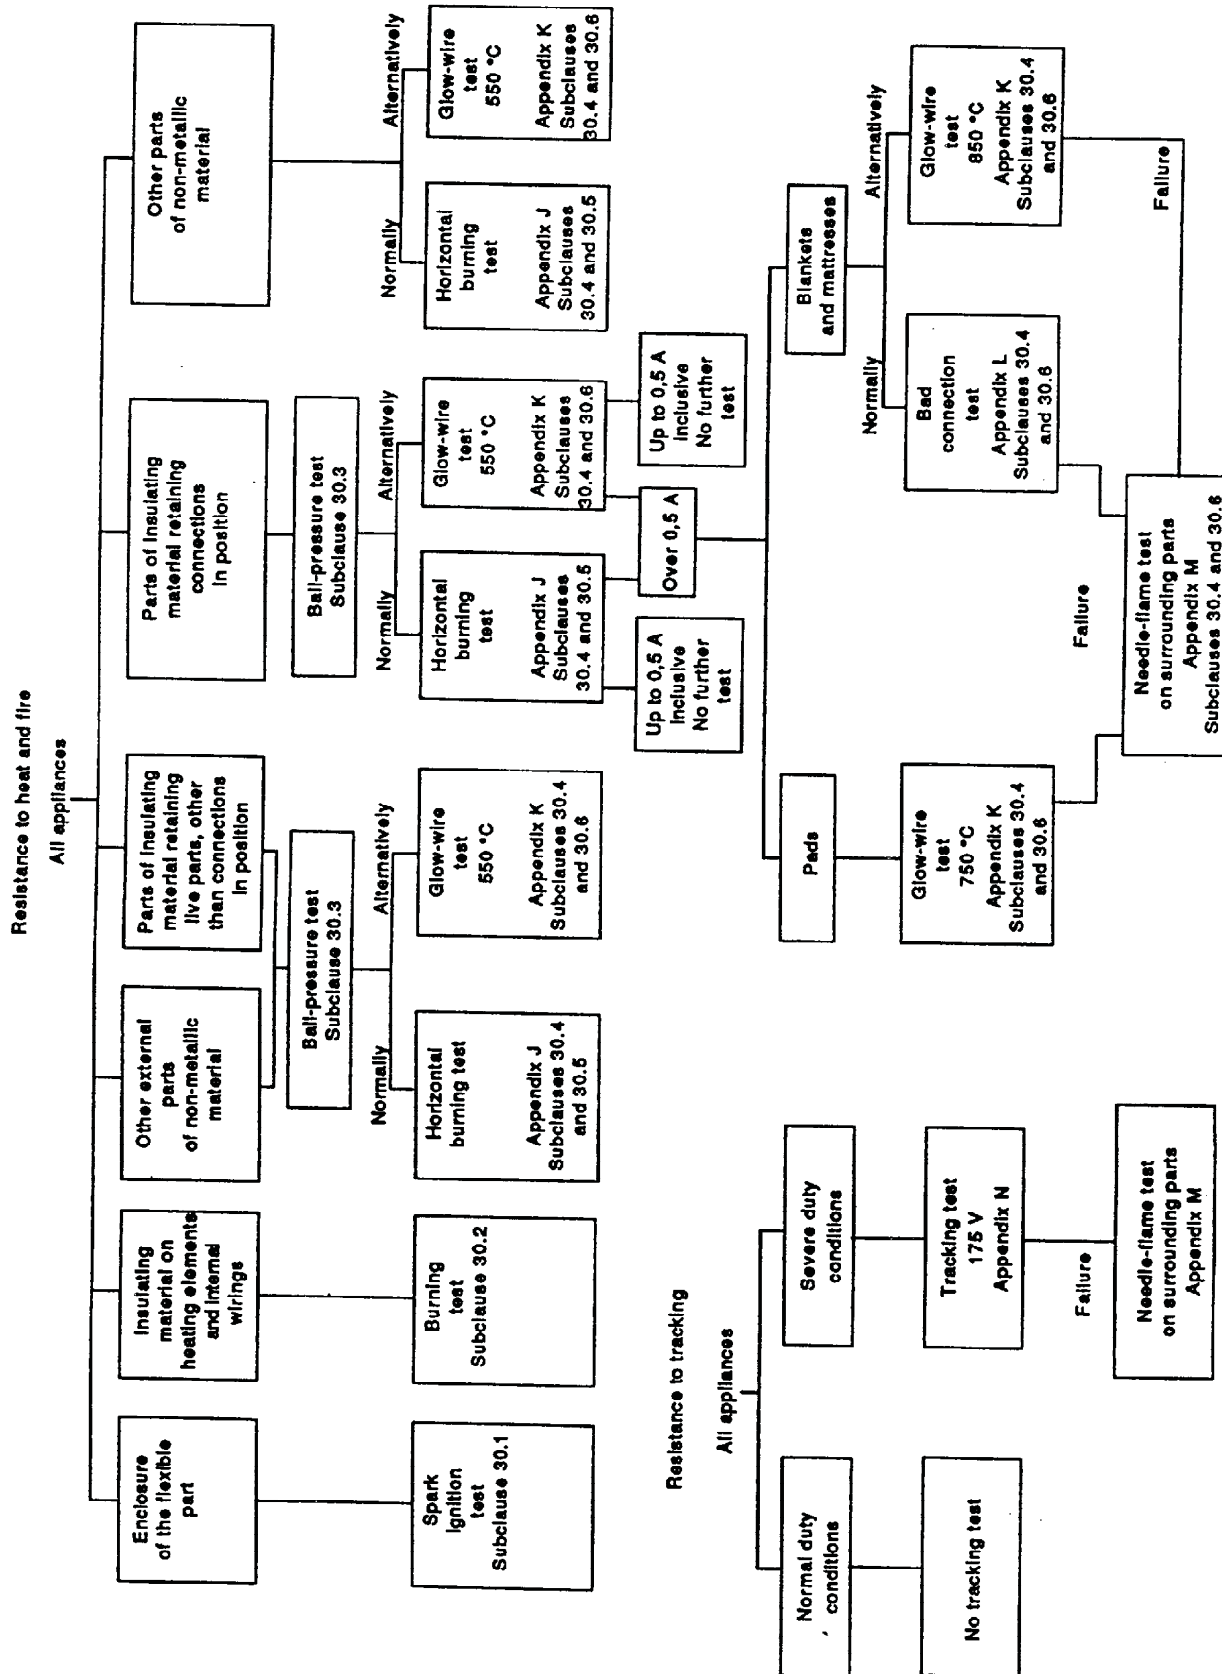 Resistance to heat and fire
All appliances
Enclosure
of the flexible
part
Insulating
material on
heating elements
and internal
wirings
Other external
parts
of non-metallic
material
Parts of insulating
material retaining
live parts, other
than connections
in position
Parts of insulating
material retaining
connections
in position
Other parts
of non-metallic
material
Ball-pressure test
Subclause 30.3
Ball-pressure test
Subclause 30.3
Normally
Alternatively
Normally
Alternatively
Normally
Alternatively
Spark
ignition
test
Subclause 30.1
Burning
test
Subclause 30.2
Horizontal
burning test
Appendix J
Subclauses 30.4
and 30.5
Glow-wire
test
550 °C
Appendix K
Subclauses 30.4
and 30.6
Horizontal
burning
test
Appendix J
Subclauses
30.4 and 30.5
Glow-wire
test
550 °C
Appendix K
Subclauses
30.4 and 30.6
Horizontal
burning
test
Appendix J
Subclauses
30.4 and 30.5
Glow-wire
test
550 °C
Appendix K
Subclauses
30.4 and 30.6
Up to 0,5 A
inclusive
No further
test
Over 0,5 A
Up to 0,5 A
inclusive
No further
test
Pads
Blankets
and mattresses
Normally
Alternatively
Glow-wire
test
750 °C
Appendix K
Subclauses 30.4
and 30.6
Bad
connection
test
Appendix L
Subclauses 30.4
and 30.6
Glow-wire
test
850 °C
Appendix K
Subclauses 30.4
and 30.6
Failure
Failure
Needle-flame test
on surrounding parts
Appendix M
Subclauses 30.4 and 30.6
Resistance to tracking
All appliances
Normal duty
conditions
Severe duty
conditions
No tracking test
Tracking test
175 V
Appendix N
Failure
Needle-flame test
on surrounding parts
Appendix M